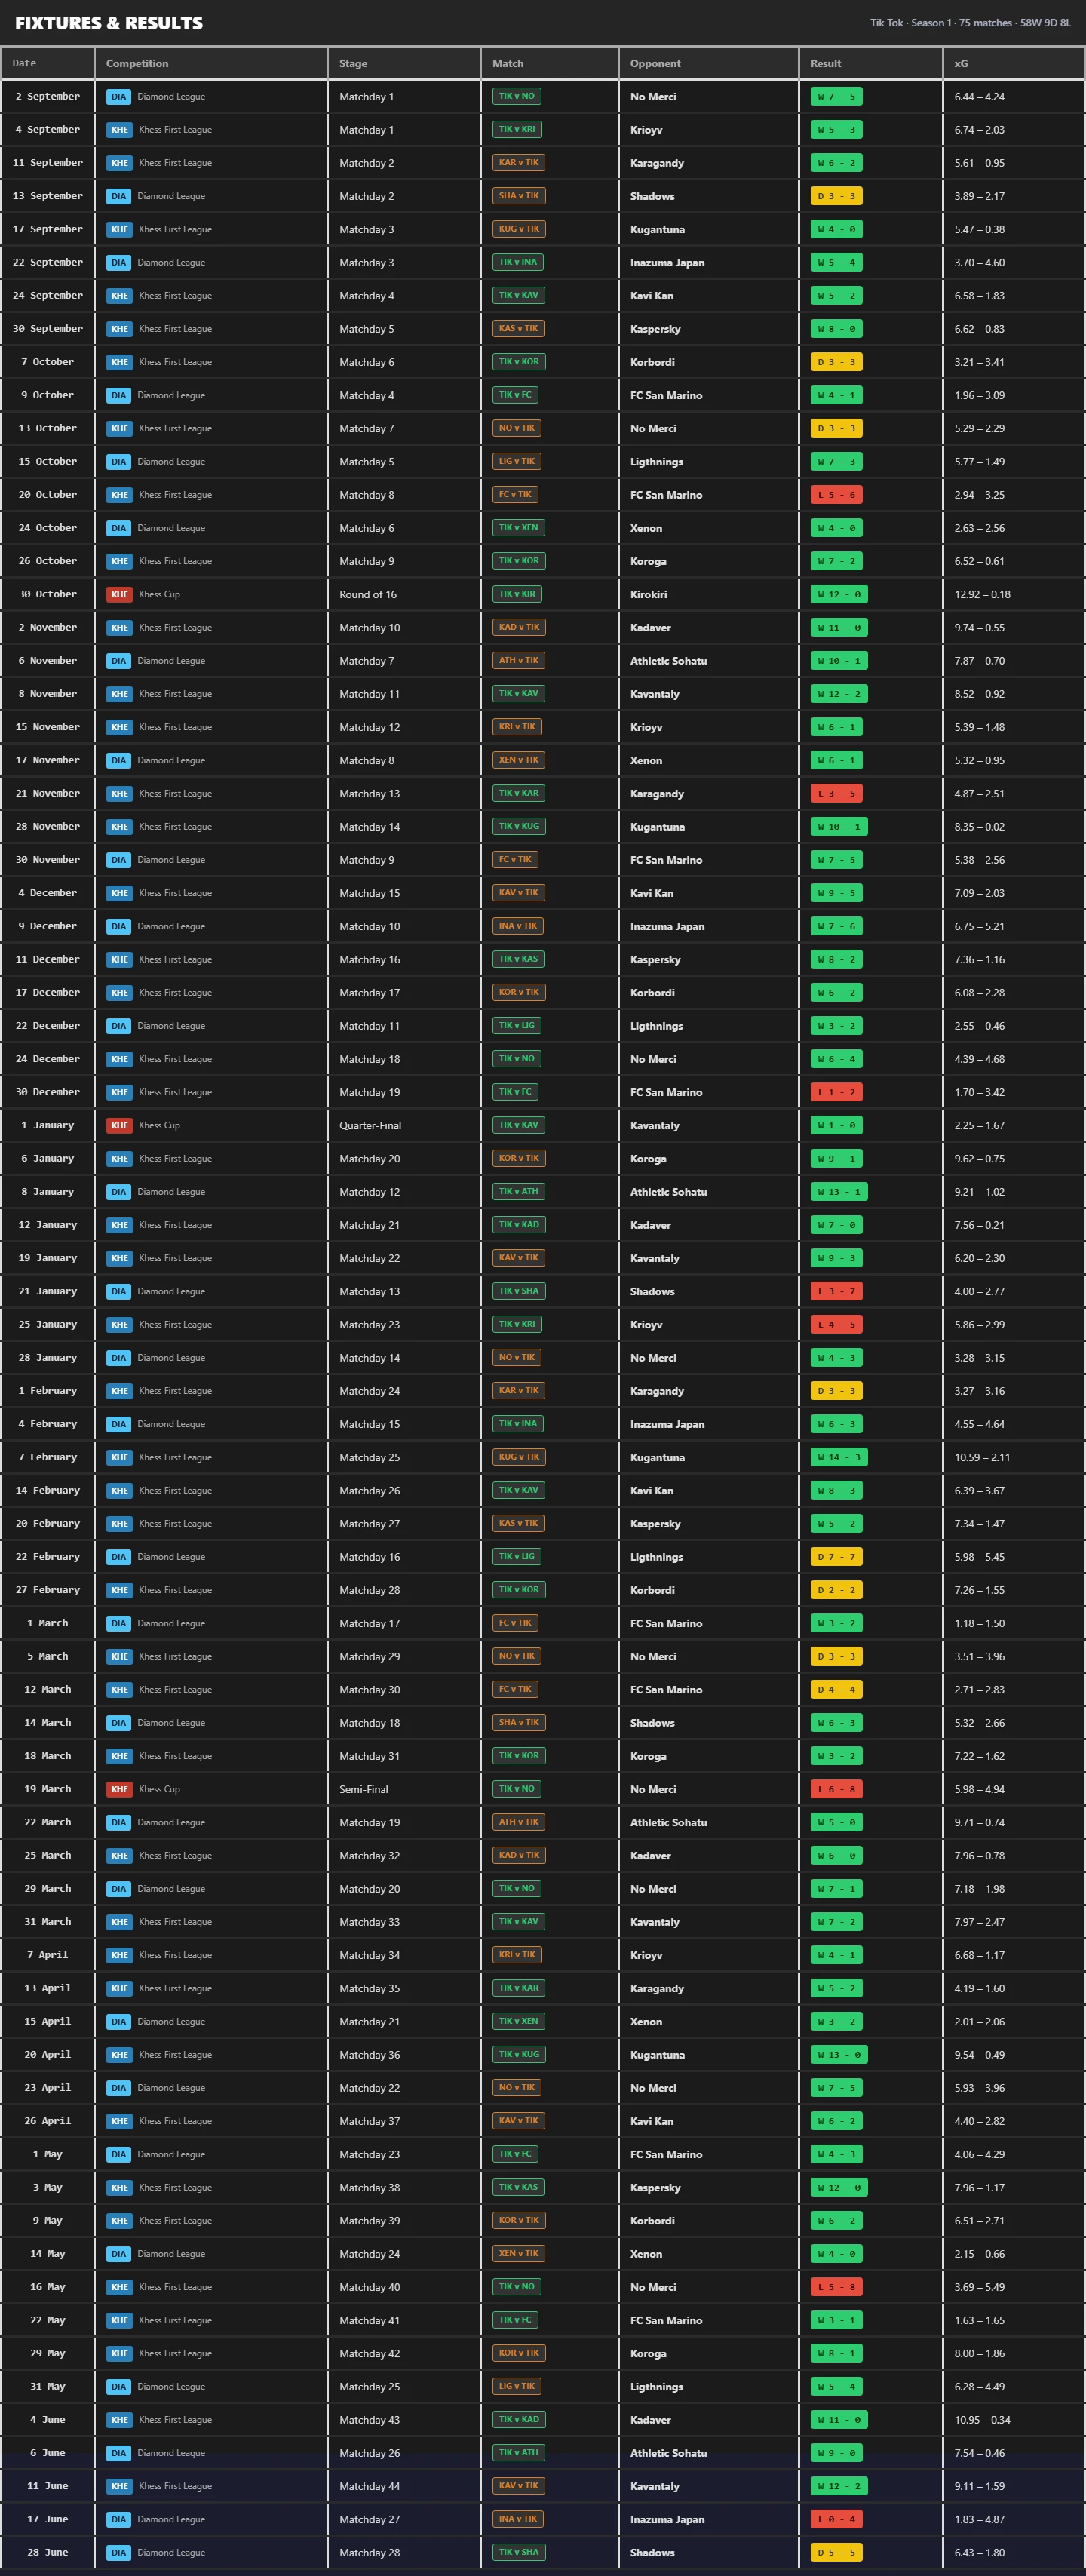 FIXTURES & RESULTS
Tik Tok · Season 1 · 75 matches · 58W 9D 8L
Date Competition Stage Match Opponent Result xG
2 September DIA Diamond League Matchday 1 TIK v NO No Merci W 7 - 5 6.44 – 4.24
4 September KHE Khess First League Matchday 1 TIK v KRI Krioyv W 5 - 3 6.74 – 2.03
11 September KHE Khess First League Matchday 2 KAR v TIK Karagandy W 6 - 2 5.61 – 0.95
13 September DIA Diamond League Matchday 2 SHA v TIK Shadows D 3 - 3 3.89 – 2.17
17 September KHE Khess First League Matchday 3 KUG v TIK Kugantuna W 4 - 0 5.47 – 0.38
22 September DIA Diamond League Matchday 3 TIK v INA Inazuma Japan W 5 - 4 3.70 – 4.60
24 September KHE Khess First League Matchday 4 TIK v KAV Kavi Kan W 5 - 2 6.58 – 1.83
30 September KHE Khess First League Matchday 5 KAS v TIK Kaspersky W 8 - 0 6.62 – 0.83
7 October KHE Khess First League Matchday 6 TIK v KOR Korbordi D 3 - 3 3.21 – 3.41
9 October DIA Diamond League Matchday 4 TIK v FC FC San Marino W 4 - 1 1.96 – 3.09
13 October KHE Khess First League Matchday 7 NO v TIK No Merci D 3 - 3 5.29 – 2.29
15 October DIA Diamond League Matchday 5 LIG v TIK Ligthnings W 7 - 3 5.77 – 1.49
20 October KHE Khess First League Matchday 8 FC v TIK FC San Marino L 5 - 6 2.94 – 3.25
24 October DIA Diamond League Matchday 6 TIK v XEN Xenon W 4 - 0 2.63 – 2.56
26 October KHE Khess First League Matchday 9 TIK v KOR Koroga W 7 - 2 6.52 – 0.61
30 October KHE Khess Cup Round of 16 TIK v KIR Kirokiri W 12 - 0 12.92 – 0.18
2 November KHE Khess First League Matchday 10 KAD v TIK Kadaver W 11 - 0 9.74 – 0.55
6 November DIA Diamond League Matchday 7 ATH v TIK Athletic Sohatu W 10 - 1 7.87 – 0.70
8 November KHE Khess First League Matchday 11 TIK v KAV Kavantaly W 12 - 2 8.52 – 0.92
15 November KHE Khess First League Matchday 12 KRI v TIK Krioyv W 6 - 1 5.39 – 1.48
17 November DIA Diamond League Matchday 8 XEN v TIK Xenon W 6 - 1 5.32 – 0.95
21 November KHE Khess First League Matchday 13 TIK v KAR Karagandy L 3 - 5 4.87 – 2.51
28 November KHE Khess First League Matchday 14 TIK v KUG Kugantuna W 10 - 1 8.35 – 0.02
30 November DIA Diamond League Matchday 9 FC v TIK FC San Marino W 7 - 5 5.38 – 2.56
4 December KHE Khess First League Matchday 15 KAV v TIK Kavi Kan W 9 - 5 7.09 – 2.03
9 December DIA Diamond League Matchday 10 INA v TIK Inazuma Japan W 7 - 6 6.75 – 5.21
11 December KHE Khess First League Matchday 16 TIK v KAS Kaspersky W 8 - 2 7.36 – 1.16
17 December KHE Khess First League Matchday 17 KOR v TIK Korbordi W 6 - 2 6.08 – 2.28
22 December DIA Diamond League Matchday 11 TIK v LIG Ligthnings W 3 - 2 2.55 – 0.46
24 December KHE Khess First League Matchday 18 TIK v NO No Merci W 6 - 4 4.39 – 4.68
30 December KHE Khess First League Matchday 19 TIK v FC FC San Marino L 1 - 2 1.70 – 3.42
1 January KHE Khess Cup Quarter-Final TIK v KAV Kavantaly W 1 - 0 2.25 – 1.67
6 January KHE Khess First League Matchday 20 KOR v TIK Koroga W 9 - 1 9.62 – 0.75
8 January DIA Diamond League Matchday 12 TIK v ATH Athletic Sohatu W 13 - 1 9.21 – 1.02
12 January KHE Khess First League Matchday 21 TIK v KAD Kadaver W 7 - 0 7.56 – 0.21
19 January KHE Khess First League Matchday 22 KAV v TIK Kavantaly W 9 - 3 6.20 – 2.30
21 January DIA Diamond League Matchday 13 TIK v SHA Shadows L 3 - 7 4.00 – 2.77
25 January KHE Khess First League Matchday 23 TIK v KRI Krioyv L 4 - 5 5.86 – 2.99
28 January DIA Diamond League Matchday 14 NO v TIK No Merci W 4 - 3 3.28 – 3.15
1 February KHE Khess First League Matchday 24 KAR v TIK Karagandy D 3 - 3 3.27 – 3.16
4 February DIA Diamond League Matchday 15 TIK v INA Inazuma Japan W 6 - 3 4.55 – 4.64
7 February KHE Khess First League Matchday 25 KUG v TIK Kugantuna W 14 - 3 10.59 – 2.11
14 February KHE Khess First League Matchday 26 TIK v KAV Kavi Kan W 8 - 3 6.39 – 3.67
20 February KHE Khess First League Matchday 27 KAS v TIK Kaspersky W 5 - 2 7.34 – 1.47
22 February DIA Diamond League Matchday 16 TIK v LIG Ligthnings D 7 - 7 5.98 – 5.45
27 February KHE Khess First League Matchday 28 TIK v KOR Korbordi D 2 - 2 7.26 – 1.55
1 March DIA Diamond League Matchday 17 FC v TIK FC San Marino W 3 - 2 1.18 – 1.50
5 March KHE Khess First League Matchday 29 NO v TIK No Merci D 3 - 3 3.51 – 3.96
12 March KHE Khess First League Matchday 30 FC v TIK FC San Marino D 4 - 4 2.71 – 2.83
14 March DIA Diamond League Matchday 18 SHA v TIK Shadows W 6 - 3 5.32 – 2.66
18 March KHE Khess First League Matchday 31 TIK v KOR Koroga W 3 - 2 7.22 – 1.62
19 March KHE Khess Cup Semi-Final TIK v NO No Merci L 6 - 8 5.98 – 4.94
22 March DIA Diamond League Matchday 19 ATH v TIK Athletic Sohatu W 5 - 0 9.71 – 0.74
25 March KHE Khess First League Matchday 32 KAD v TIK Kadaver W 6 - 0 7.96 – 0.78
29 March DIA Diamond League Matchday 20 TIK v NO No Merci W 7 - 1 7.18 – 1.98
31 March KHE Khess First League Matchday 33 TIK v KAV Kavantaly W 7 - 2 7.97 – 2.47
7 April KHE Khess First League Matchday 34 KRI v TIK Krioyv W 4 - 1 6.68 – 1.17
13 April KHE Khess First League Matchday 35 TIK v KAR Karagandy W 5 - 2 4.19 – 1.60
15 April DIA Diamond League Matchday 21 TIK v XEN Xenon W 3 - 2 2.01 – 2.06
20 April KHE Khess First League Matchday 36 TIK v KUG Kugantuna W 13 - 0 9.54 – 0.49
23 April DIA Diamond League Matchday 22 NO v TIK No Merci W 7 - 5 5.93 – 3.96
26 April KHE Khess First League Matchday 37 KAV v TIK Kavi Kan W 6 - 2 4.40 – 2.82
1 May DIA Diamond League Matchday 23 TIK v FC FC San Marino W 4 - 3 4.06 – 4.29
3 May KHE Khess First League Matchday 38 TIK v KAS Kaspersky W 12 - 0 7.96 – 1.17
9 May KHE Khess First League Matchday 39 KOR v TIK Korbordi W 6 - 2 6.51 – 2.71
14 May DIA Diamond League Matchday 24 XEN v TIK Xenon W 4 - 0 2.15 – 0.66
16 May KHE Khess First League Matchday 40 TIK v NO No Merci L 5 - 8 3.69 – 5.49
22 May KHE Khess First League Matchday 41 TIK v FC FC San Marino W 3 - 1 1.63 – 1.65
29 May KHE Khess First League Matchday 42 KOR v TIK Koroga W 8 - 1 8.00 – 1.86
31 May DIA Diamond League Matchday 25 LIG v TIK Ligthnings W 5 - 4 6.28 – 4.49
4 June KHE Khess First League Matchday 43 TIK v KAD Kadaver W 11 - 0 10.95 – 0.34
6 June DIA Diamond League Matchday 26 TIK v ATH Athletic Sohatu W 9 - 0 7.54 – 0.46
11 June KHE Khess First League Matchday 44 KAV v TIK Kavantaly W 12 - 2 9.11 – 1.59
17 June DIA Diamond League Matchday 27 INA v TIK Inazuma Japan L 0 - 4 1.83 – 4.87
28 June DIA Diamond League Matchday 28 TIK v SHA Shadows D 5 - 5 6.43 – 1.80